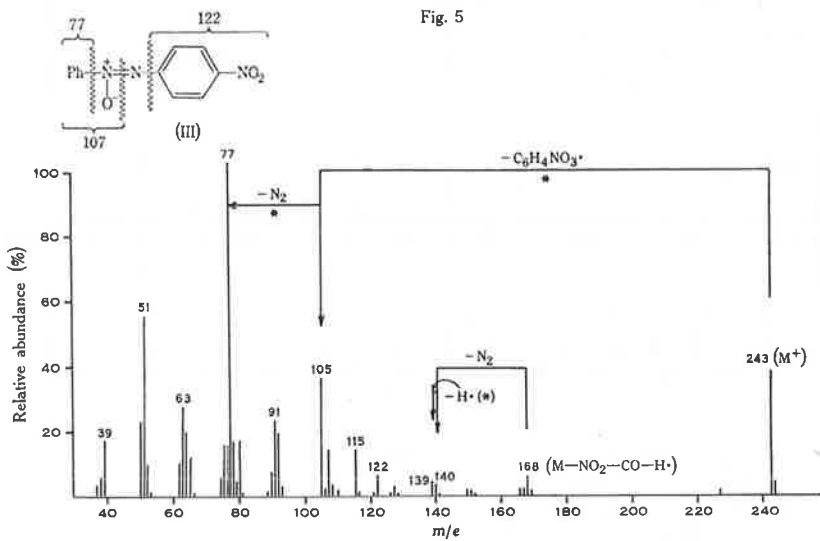 Fig. 5
77
122
Ph
N⁺
N
NO₂
O⁻
107
(III)
77
−C₆H₄NO₃•
*
−N₂
*
51
105
243 (M⁺)
−N₂
−H• (*)
63
91
39
115
122
139
140
168 (M—NO₂—CO—H•)
Relative abundance (%)
100
80
60
40
20
40
60
80
100
120
140
160
180
200
220
240
m/e